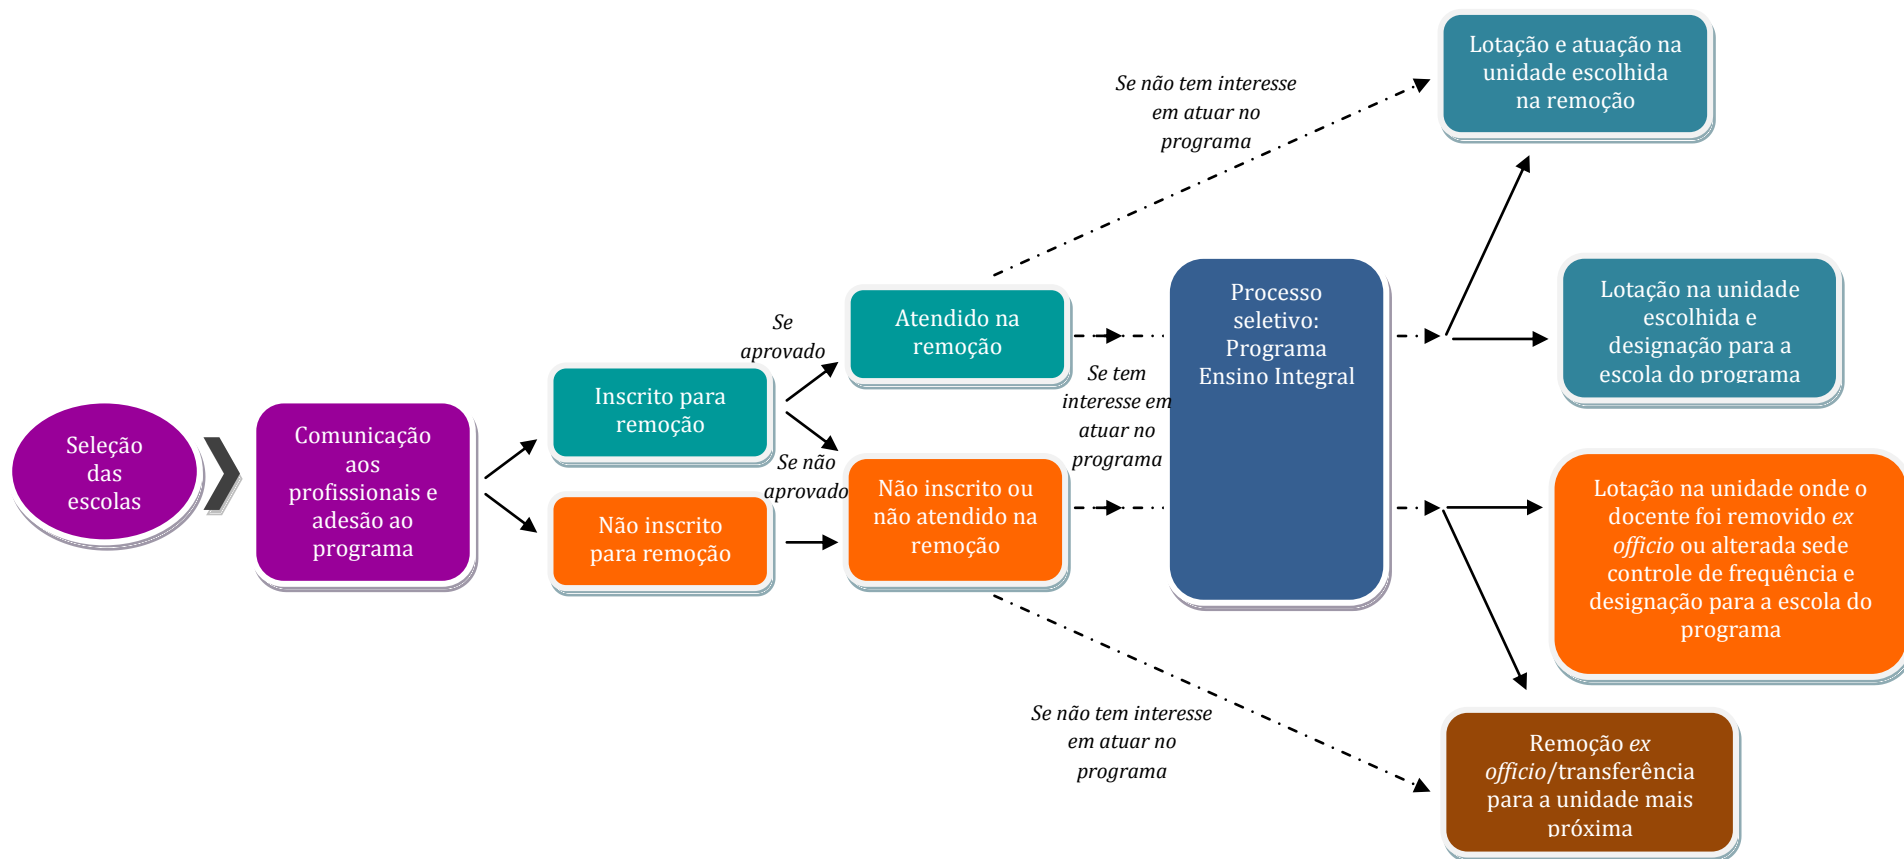 Seleção
das
escolas
Comunicação
aos
profissionais e
adesão ao
programa
Inscrito para
remoção
Não inscrito
para remoção
Se
aprovado
Se não
aprovado
Atendido na
remoção
Não inscrito ou
não atendido na
remoção
Se não tem interesse
em atuar no
programa
Se tem
interesse em
atuar no
programa
Se não tem interesse
em atuar no
programa
Processo
seletivo:
Programa
Ensino Integral
Lotação e atuação na
unidade escolhida
na remoção
Lotação na unidade
escolhida e
designação para a
escola do programa
Lotação na unidade onde o
docente foi removido ex
officio ou alterada sede
controle de frequência e
designação para a escola do
programa
Remoção ex
officio/transferência
para a unidade mais
próxima